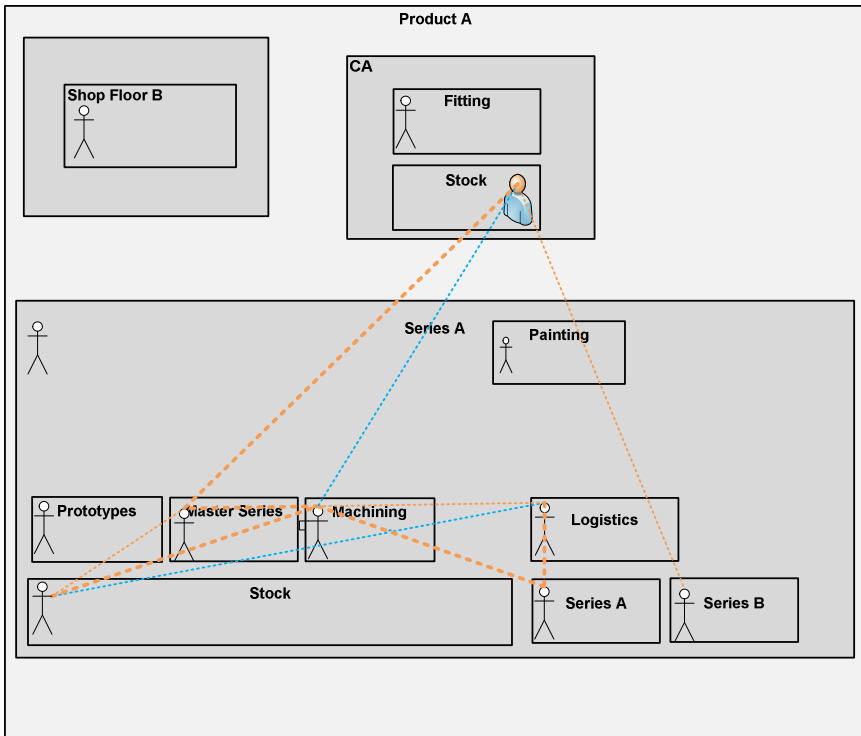 Product A
CA
Shop Floor B
Fitting
Stock
Series A
Painting
Prototypes
Master Series
Machining
Logistics
Stock
Series A
Series B